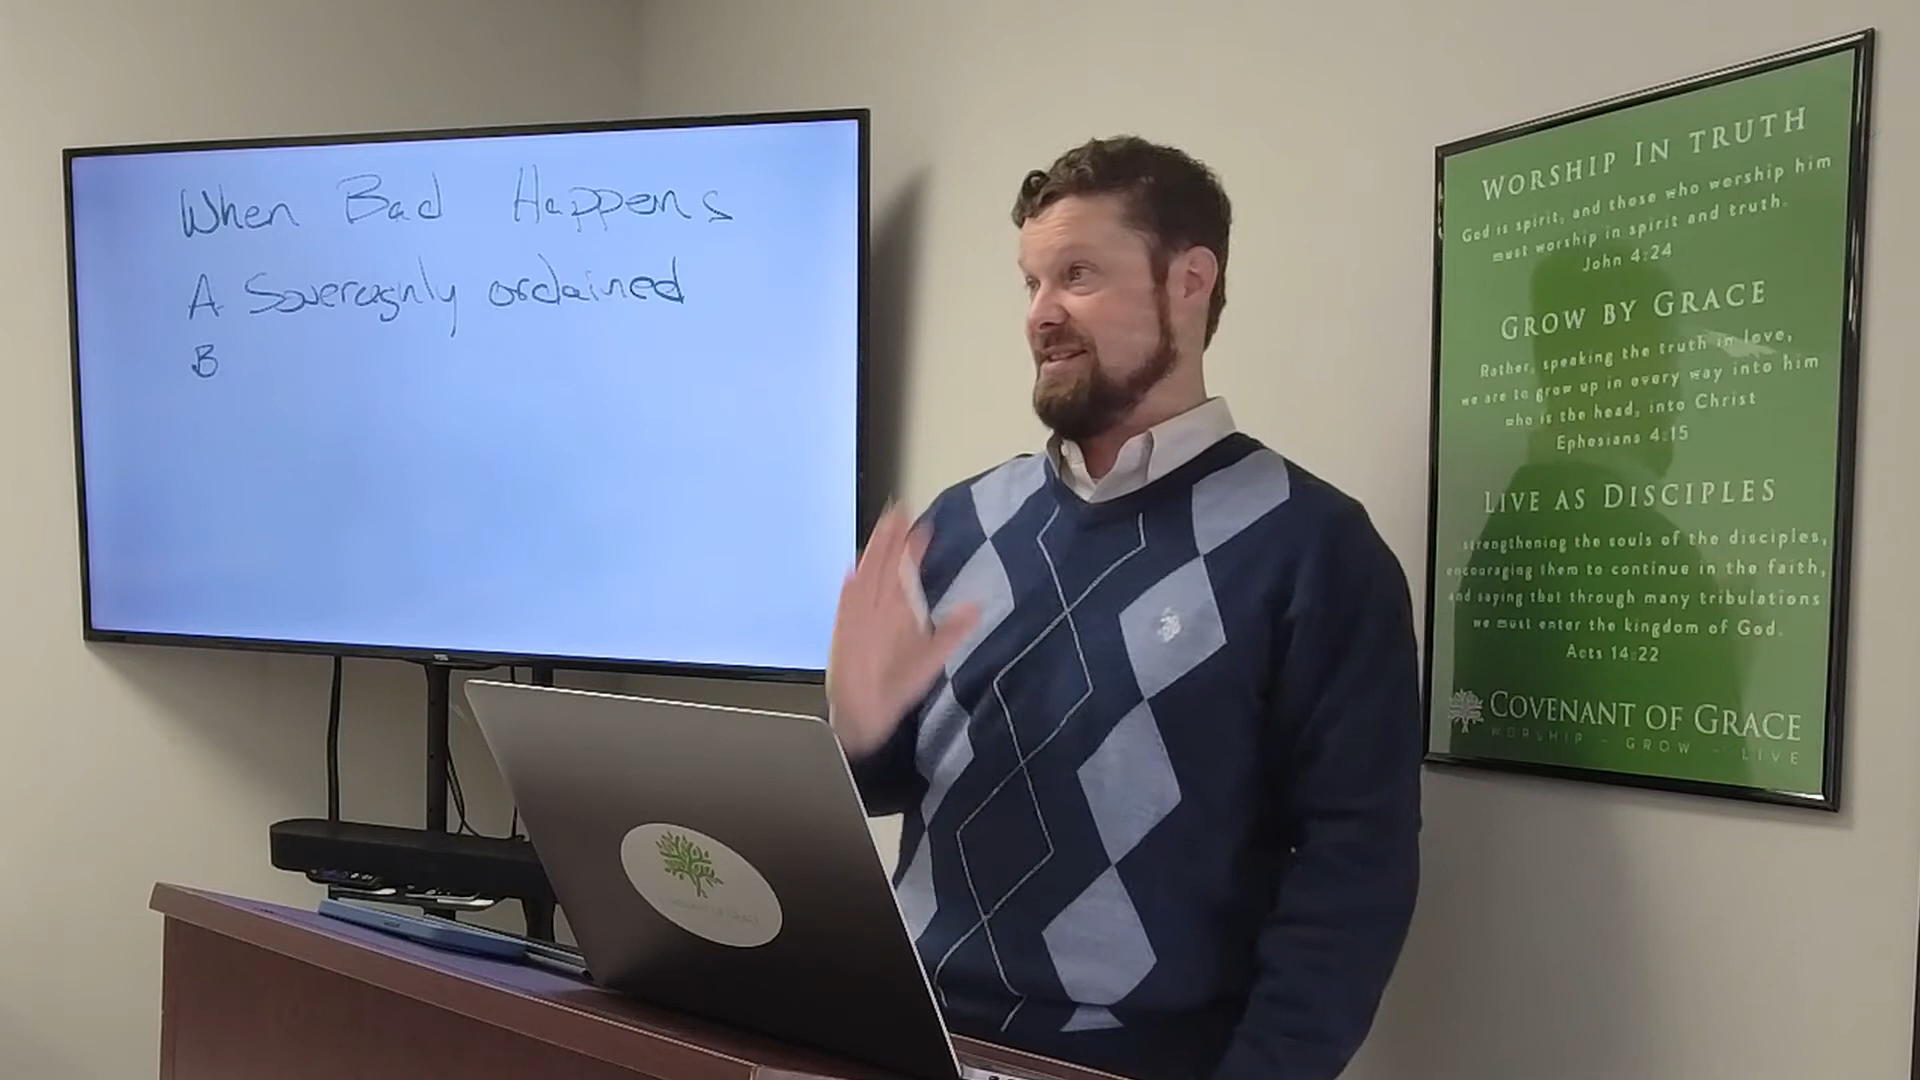 When Bad Happens
A Sovereignly ordained
B
WORSHIP IN TRUTH
God is spirit, and those who worship him
must worship in spirit and truth.
John 4:24
GROW BY GRACE
Rather, speaking the truth in love,
we are to grow up in every way into him
who is the head, into Christ
Ephesians 4:15
LIVE AS DISCIPLES
strengthening the souls of the disciples,
encouraging them to continue in the faith,
and saying that through many tribulations
we must enter the kingdom of God.
Acts 14:22
COVENANT OF GRACE
WORSHIP - GROW - LIVE
COVENANT OF GRACE